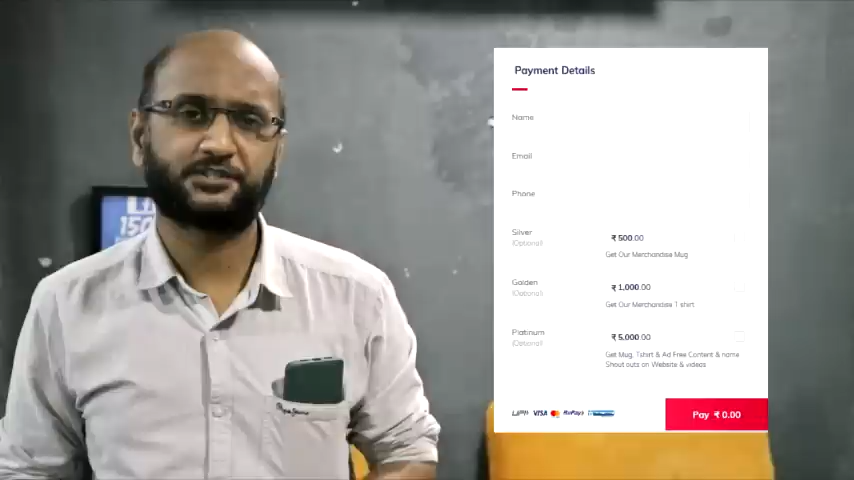 Payment Details
Name
Email
Phone
Silver
(Optional)
₹ 500.00
Get Our Merchandise Mug
Golden
(Optional)
₹ 1,000.00
Get Our Merchandise T shirt
Platinum
(Optional)
₹ 5,000.00
Get Mug, Tshirt & Ad Free Content & name
Shout outs on Website & videos
UPI VISA RuPay
Pay ₹ 0.00
150